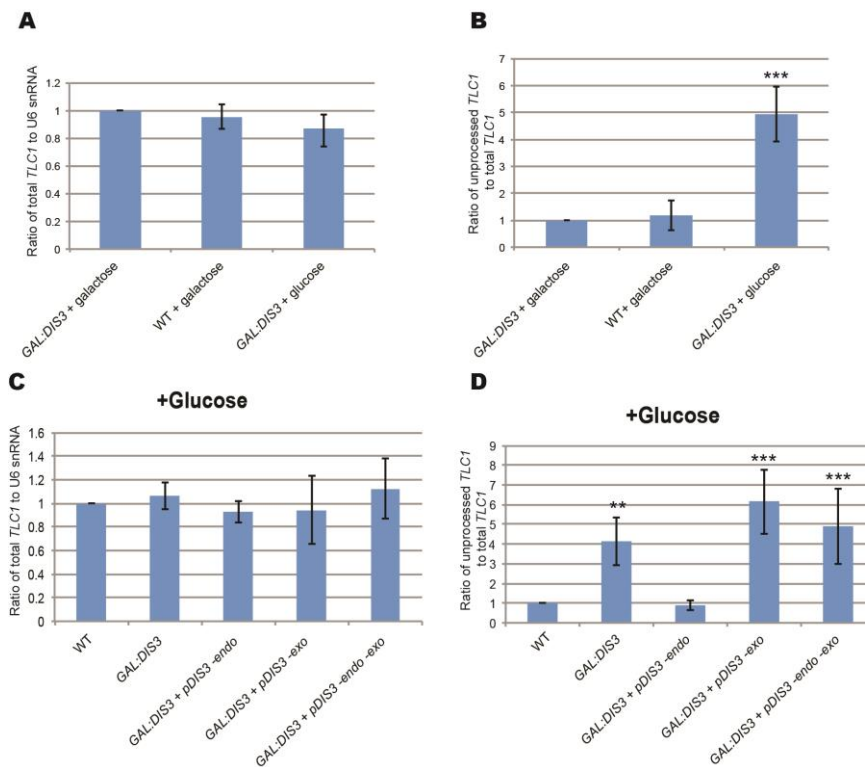 A
Ratio of total TLC1 to U6 snRNA
1.2
1
0.8
0.6
0.4
0.2
0
GAL:DIS3 + galactose
WT + galactose
GAL:DIS3 + glucose
B
Ratio of unprocessed TLC1
to total TLC1
7
6
5
4
3
2
1
0
***
GAL:DIS3 + galactose
WT+ galactose
GAL:DIS3 + glucose
C
+Glucose
Ratio of total TLC1 to U6 snRNA
1.6
1.4
1.2
1
0.8
0.6
0.4
0.2
0
WT
GAL:DIS3
GAL:DIS3 + pDIS3 -endo
GAL:DIS3 + pDIS3 -exo
GAL:DIS3 + pDIS3 -endo -exo
D
+Glucose
Ratio of unprocessed TLC1
to total TLC1
9
8
7
6
5
4
3
2
1
0
**
***
***
WT
GAL:DIS3
GAL:DIS3 + pDIS3 -endo
GAL:DIS3 + pDIS3 -exo
GAL:DIS3 + pDIS3 -endo -exo